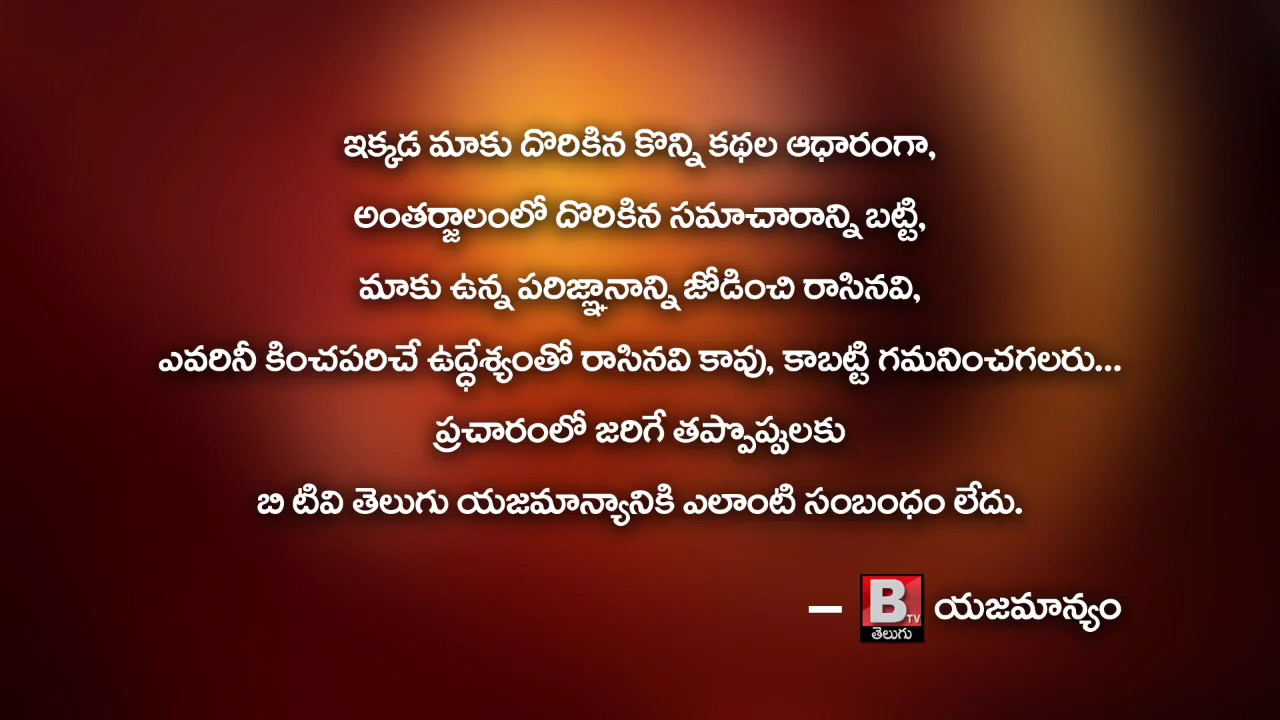 ఇక్కడ మాకు దొరికిన కొన్ని కథల ఆధారంగా,
అంతర్జాలంలో దొరికిన సమాచారాన్ని బట్టి,
మాకు ఉన్న పరిజ్ఞానాన్ని జోడించి రాసినవి,
ఎవరినీ కించపరిచే ఉద్ధేశ్యంతో రాసినవి కావు, కాబట్టి గమనించగలరు...
ప్రచారంలో జరిగే తప్పొప్పులకు
బి టివి తెలుగు యజమాన్యానికి ఎలాంటి సంబంధం లేదు.
– B TV తెలుగు యజమాన్యం